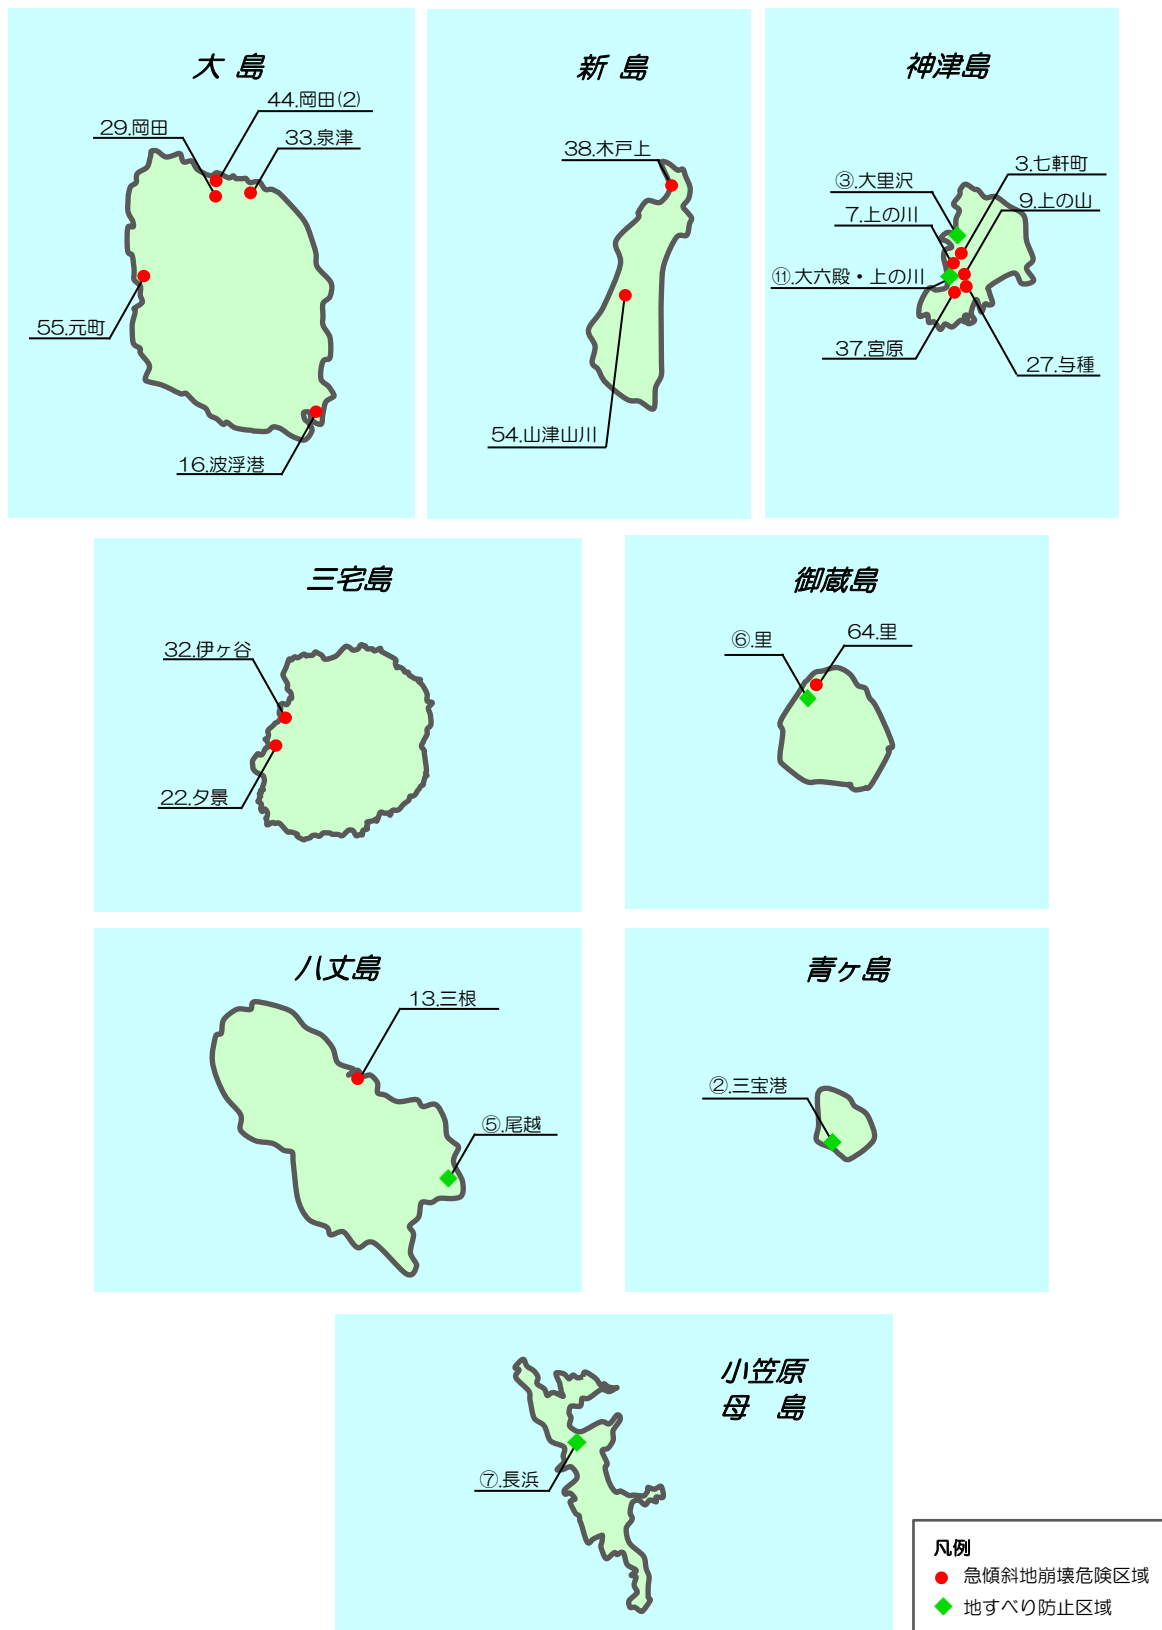 大 島
44.岡田(2)
29.岡田
33.泉津
55.元町
16.波浮港
新 島
38.木戸上
54.山津山川
神津島
3.七軒町
③.大里沢
9.上の山
7.上の川
⑪.大六殿・上の川
37.宮原
27.与種
三宅島
32.伊ヶ谷
22.夕景
御蔵島
⑥.里
64.里
八丈島
13.三根
⑤.尾越
青ヶ島
②.三宝港
小笠原
母 島
⑦.長浜
凡例
急傾斜地崩壊危険区域
地すべり防止区域